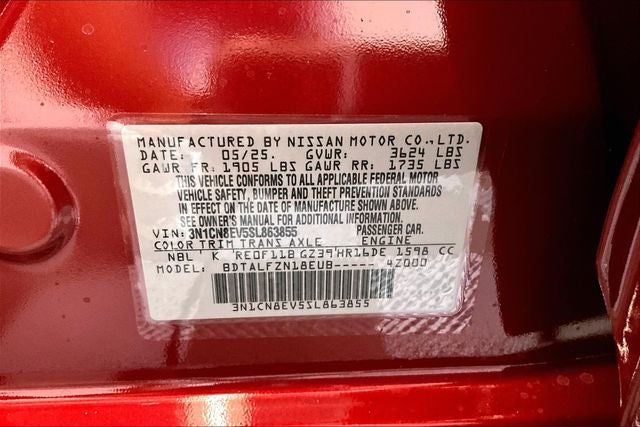 MANUFACTURED BY NISSAN MOTOR CO.,LTD.
DATE: 05/25. GVWR: 3624 LBS
GAWR FR: 1905 LBS GAWR RR: 1735 LBS
THIS VEHICLE CONFORMS TO ALL APPLICABLE FEDERAL MOTOR
VEHICLE SAFETY, BUMPER AND THEFT PREVENTION STANDARDS
IN EFFECT ON THE DATE OF MANUFACTURE SHOWN ABOVE.
SEE OWNER'S MANUAL FOR ADDITIONAL INFORMATION.
VIN: 3N1CN8EV5SL863855 PASSENGER CAR.
COLOR TRIM TRANS AXLE ENGINE
NBL K RE0F11B GZ39 HR16DE 1598 CC
MODEL: BDTALFZN18EUB----- 4Z000
3N1CN8EV5SL863855